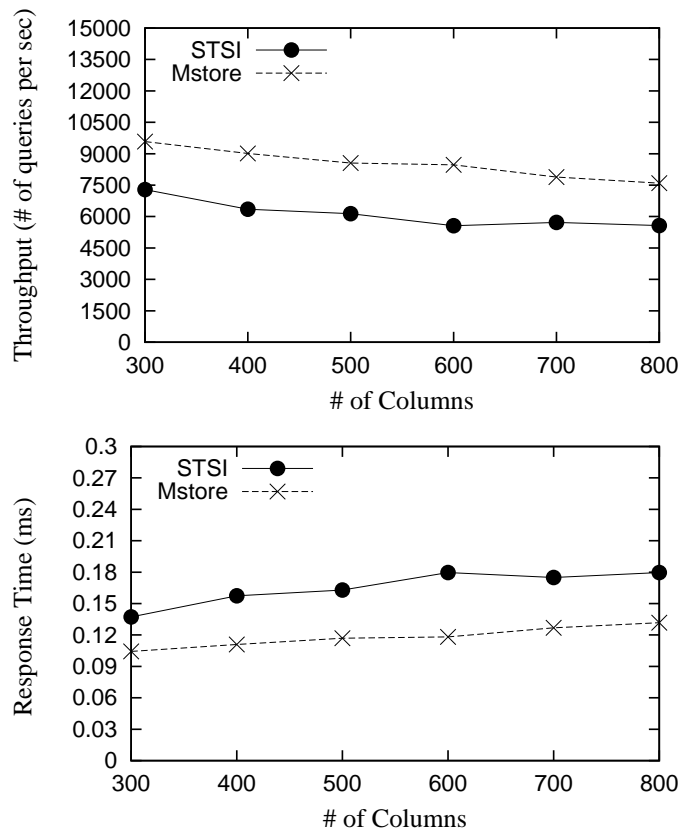 Throughput (# of queries per sec)
15000
13500
12000
10500
9000
7500
6000
4500
3000
1500
0
STSI
Mstore
300 400 500 600 700 800
# of Columns
Response Time (ms)
0.3
0.27
0.24
0.21
0.18
0.15
0.12
0.09
0.06
0.03
0
STSI
Mstore
300 400 500 600 700 800
# of Columns